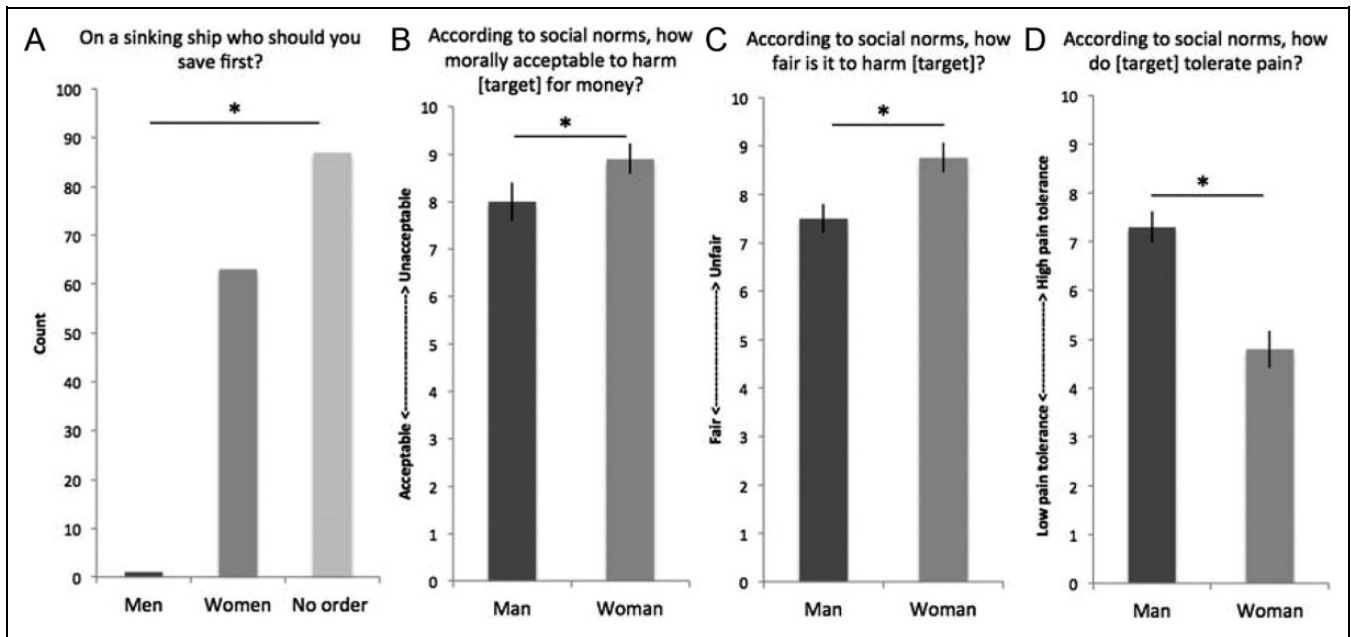 A
On a sinking ship who should you
save first?
100
90
80
70
60
50
40
30
20
10
0
Count
*
Men Women No order
B
According to social norms, how
morally acceptable to harm
[target] for money?
10
9
8
7
6
5
4
3
2
1
0
Acceptable <-------> Unacceptable
*
Man Woman
C
According to social norms, how
fair is it to harm [target]?
10
9
8
7
6
5
4
3
2
1
0
Fair <-------> Unfair
*
Man Woman
D
According to social norms, how
do [target] tolerate pain?
10
9
8
7
6
5
4
3
2
1
0
Low pain tolerance <-------> High pain tolerance
*
Man Woman